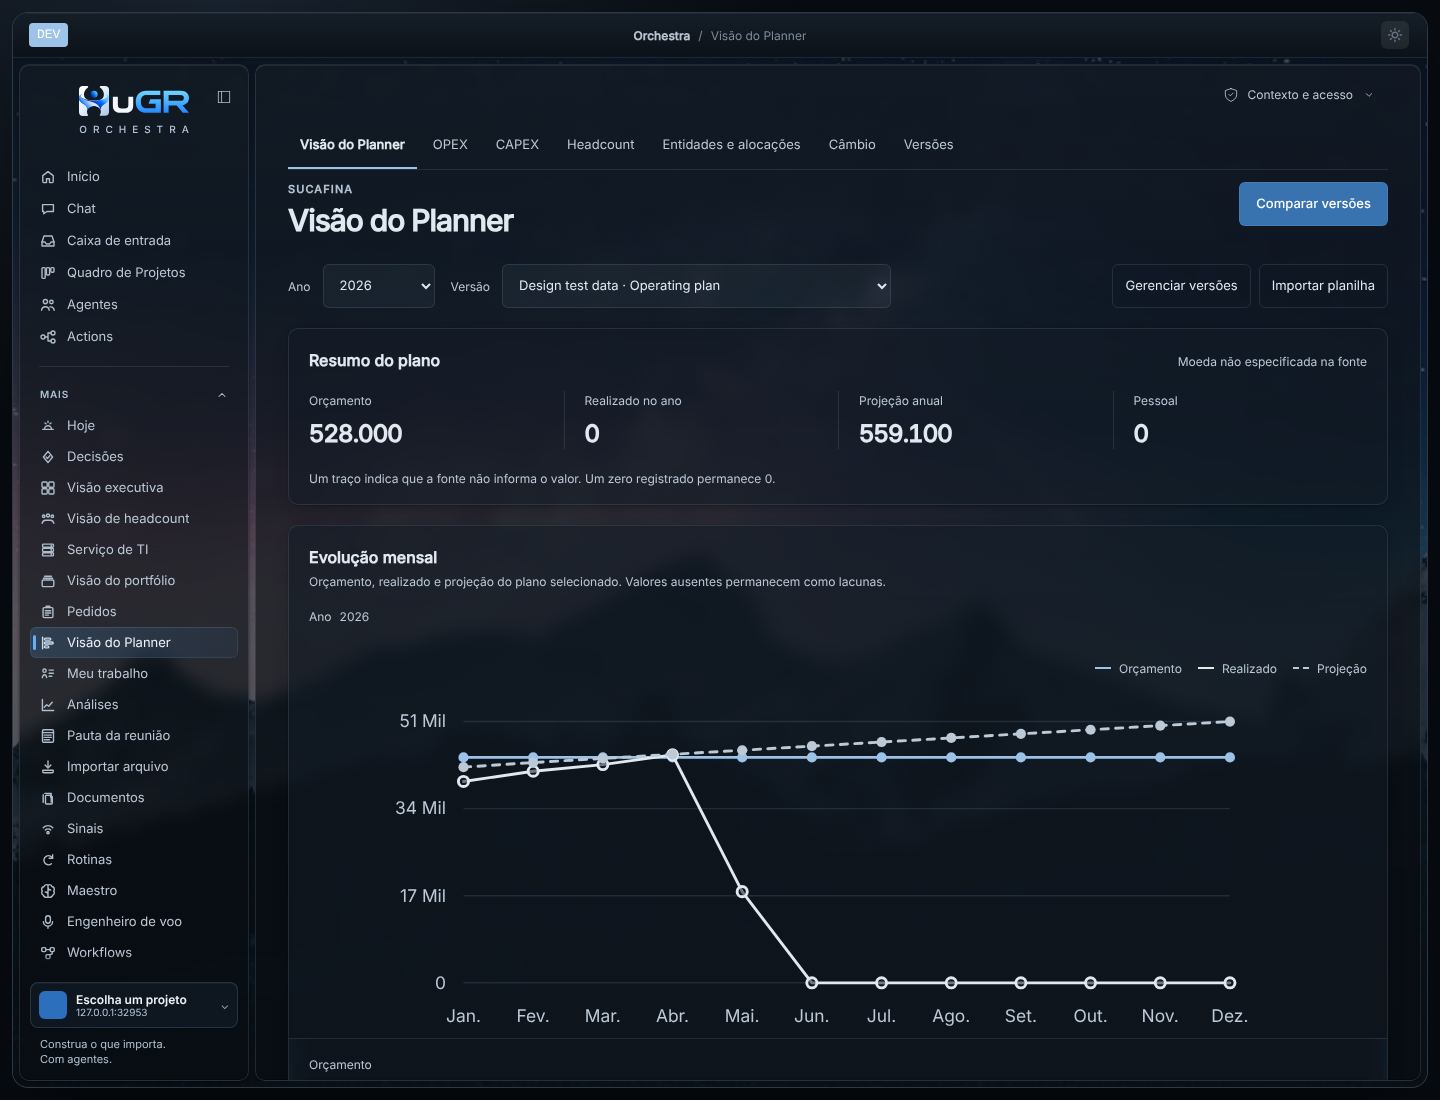 DEV
Orchestra / Visão do Planner
HuGR
ORCHESTRA
Início
Chat
Caixa de entrada
Quadro de Projetos
Agentes
Actions
MAIS
Hoje
Decisões
Visão executiva
Visão de headcount
Serviço de TI
Visão do portfólio
Pedidos
Visão do Planner
Meu trabalho
Análises
Pauta da reunião
Importar arquivo
Documentos
Sinais
Rotinas
Maestro
Engenheiro de voo
Workflows
Escolha um projeto
127.0.0.1:32953
Construa o que importa.
Com agentes.
Contexto e acesso
Visão do Planner OPEX CAPEX Headcount Entidades e alocações Câmbio Versões
SUCAFINA
Visão do Planner
Comparar versões
Ano 2026 Versão Design test data · Operating plan Gerenciar versões Importar planilha
Resumo do plano Moeda não especificada na fonte
Orçamento Realizado no ano Projeção anual Pessoal
528.000 0 559.100 0
Um traço indica que a fonte não informa o valor. Um zero registrado permanece 0.
Evolução mensal
Orçamento, realizado e projeção do plano selecionado. Valores ausentes permanecem como lacunas.
Ano 2026
Orçamento Realizado Projeção
51 Mil
34 Mil
17 Mil
0
Jan. Fev. Mar. Abr. Mai. Jun. Jul. Ago. Set. Out. Nov. Dez.
Orçamento